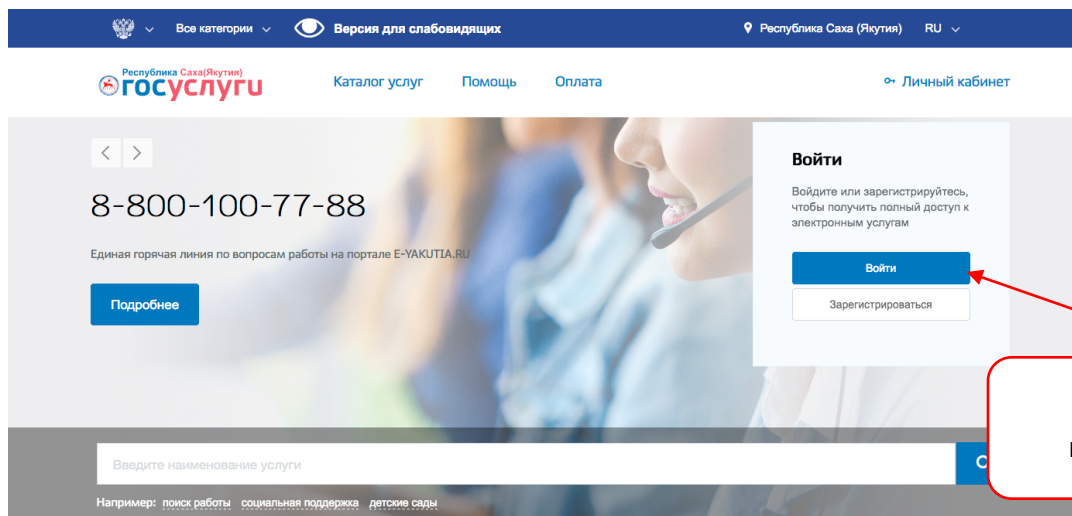 Все категории
Версия для слабовидящих
Республика Саха (Якутия)
RU
Республика Саха(Якутия)
госуслуги
Каталог услуг
Помощь
Оплата
Личный кабинет
8-800-100-77-88
Единая горячая линия по вопросам работы на портале E-YAKUTIA.RU
Подробнее
Войти
Войдите или зарегистрируйтесь,
чтобы получить полный доступ к
электронным услугам
Войти
Зарегистрироваться
Введите наименование услуги
Например: поиск работы социальная поддержка детские сады